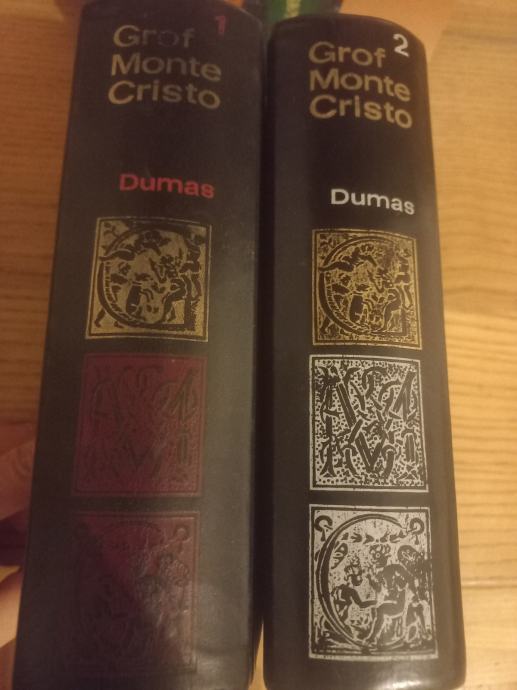 1
Grof
Monte
Cristo
Dumas
2
Grof
Monte
Cristo
Dumas